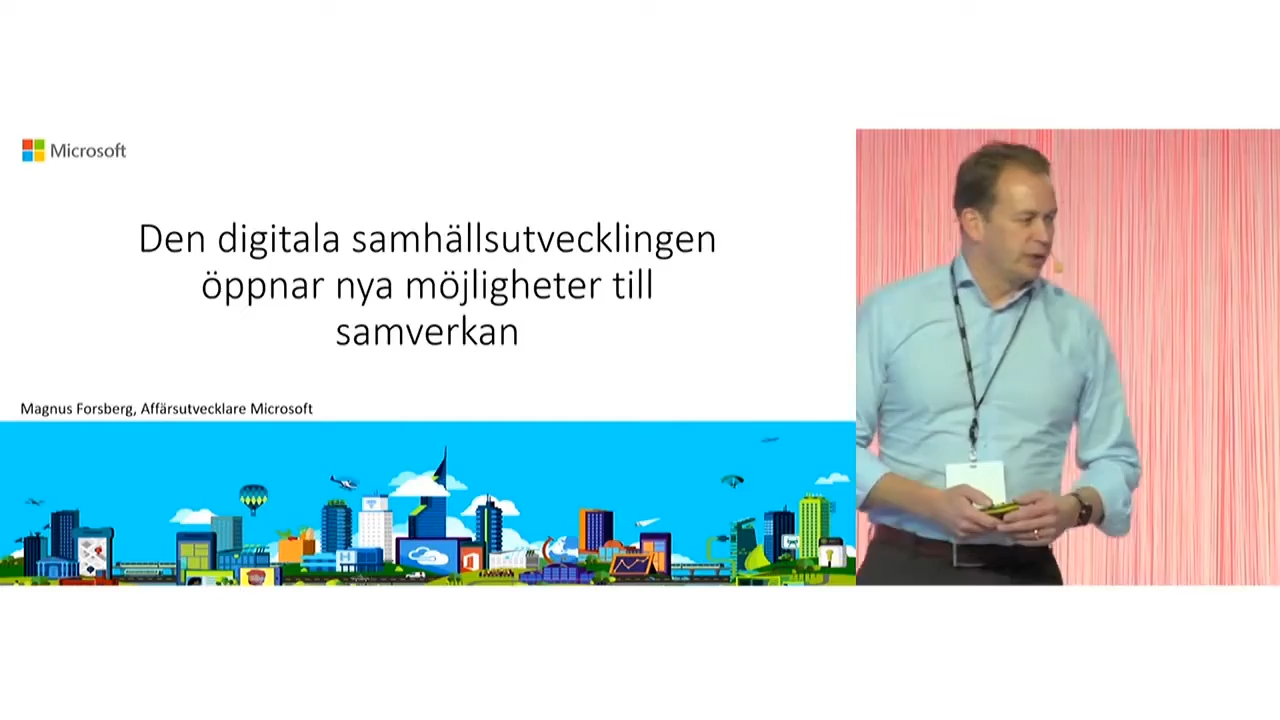 Microsoft
Den digitala samhällsutvecklingen
öppnar nya möjligheter till
samverkan
Magnus Forsberg, Affärsutvecklare Microsoft